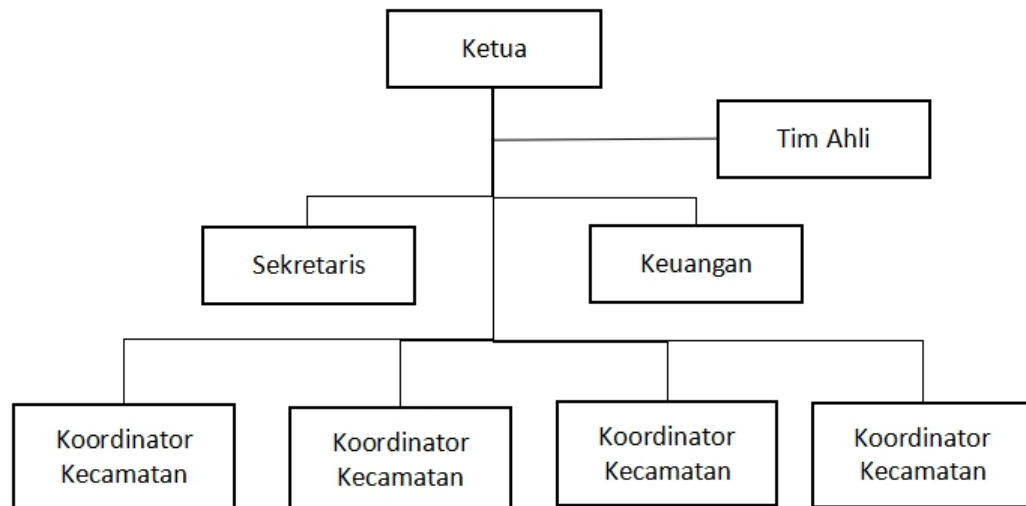 Ketua
Tim Ahli
Sekretaris
Keuangan
Koordinator
Kecamatan
Koordinator
Kecamatan
Koordinator
Kecamatan
Koordinator
Kecamatan